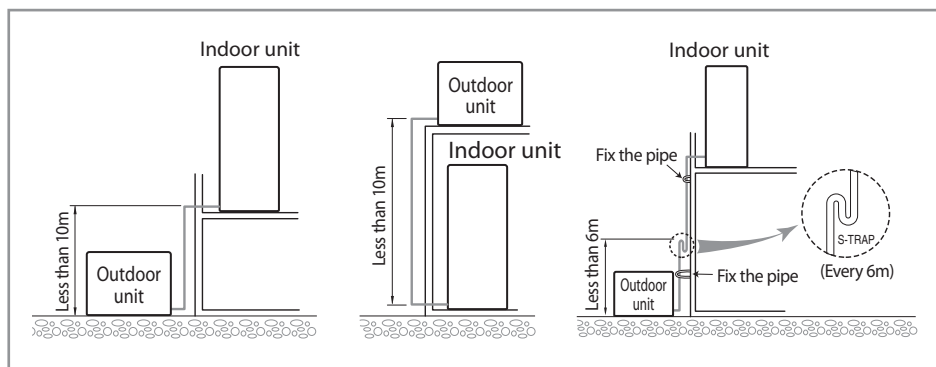 Indoor unit
Less than 10m
Outdoor
unit
Outdoor
unit
Less than 10m
Indoor unit
Indoor unit
Fix the pipe
S-TRAP
(Every 6m)
Less than 6m
Fix the pipe
Outdoor
unit